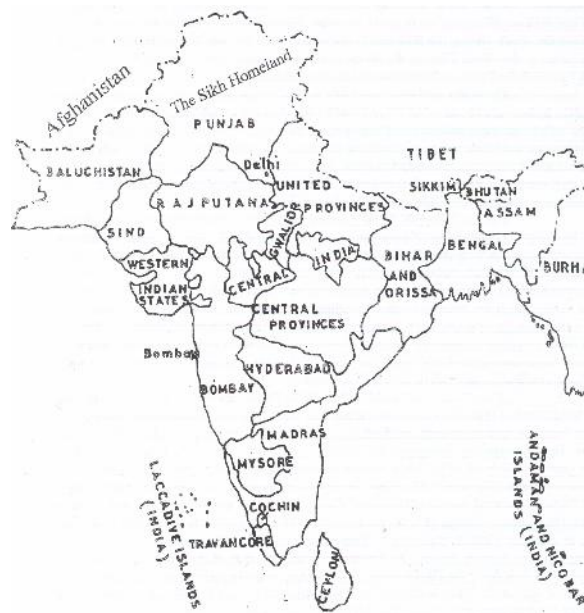 Afghanistan
The Sikh Homeland
PUNJAB
BALUCHISTAN
Delhi
TIBET
RAJPUTANA
UNITED
PROVINCES
SIKKIM
BHUTAN
ASSAM
SIND
GWALIOR
BENGAL
WESTERN
INDIAN
STATES
CENTRAL
INDIA
BIHAR
AND
ORISSA
BURMA
CENTRAL
PROVINCES
Bombay
HYDERABAD
BOMBAY
MADRAS
MYSORE
LACCADIVE ISLANDS
(INDIA)
COCHIN
TRAVANCORE
CEYLON
ANDAMAN AND NICOBAR
ISLANDS (INDIA)